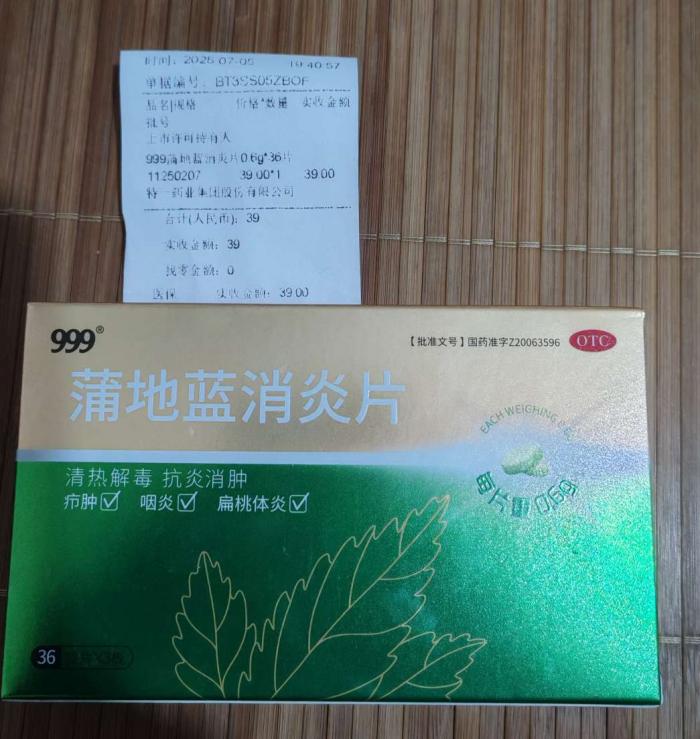 时间: 2025-07-05 19:40:57
单据编号: BT3SS05ZBOF
品名|规格 价格*数量 实收金额
批号
上市许可持有人
999蒲地蓝消炎片0.6g*36片
11250207 39.00*1 39.00
特一药业集团股份有限公司
合计(人民币): 39
实收金额: 39
找零金额: 0
医保 实收金额: 39.00
999®
【批准文号】国药准字Z20063596 OTC
蒲地蓝消炎片
EACH WEIGHING 0.6g
每片重0.6g
清热解毒 抗炎消肿
疖肿 咽炎 扁桃体炎
36